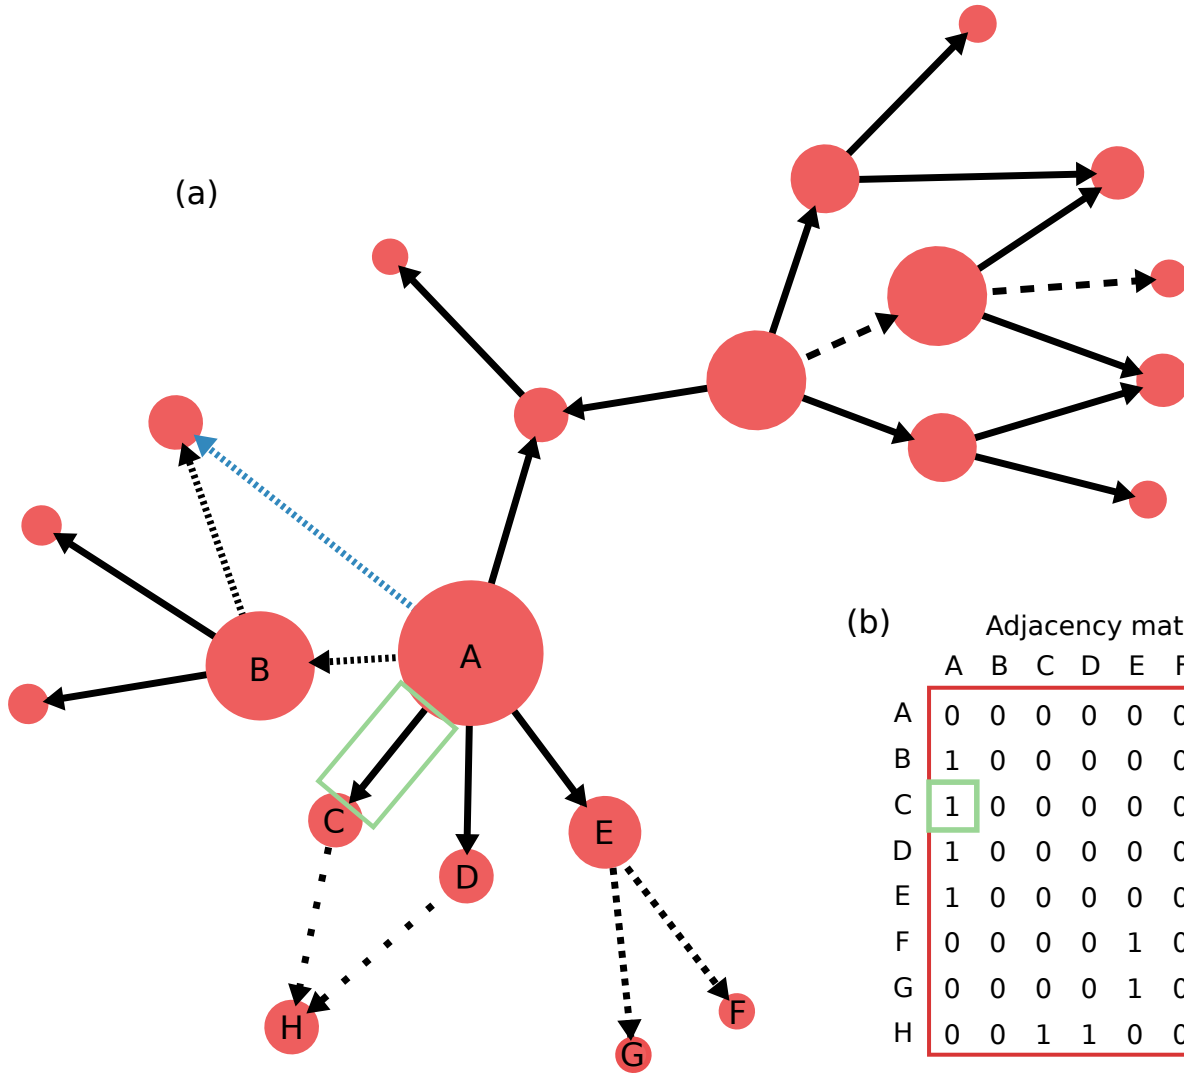 (a)
A
B
C
D
E
H
F
G
(b)
Adjacency mat
A B C D E F
A 0 0 0 0 0 0
B 1 0 0 0 0 0
C 1 0 0 0 0 0
D 1 0 0 0 0 0
E 1 0 0 0 0 0
F 0 0 0 0 1 0
G 0 0 0 0 1 0
H 0 0 1 1 0 0